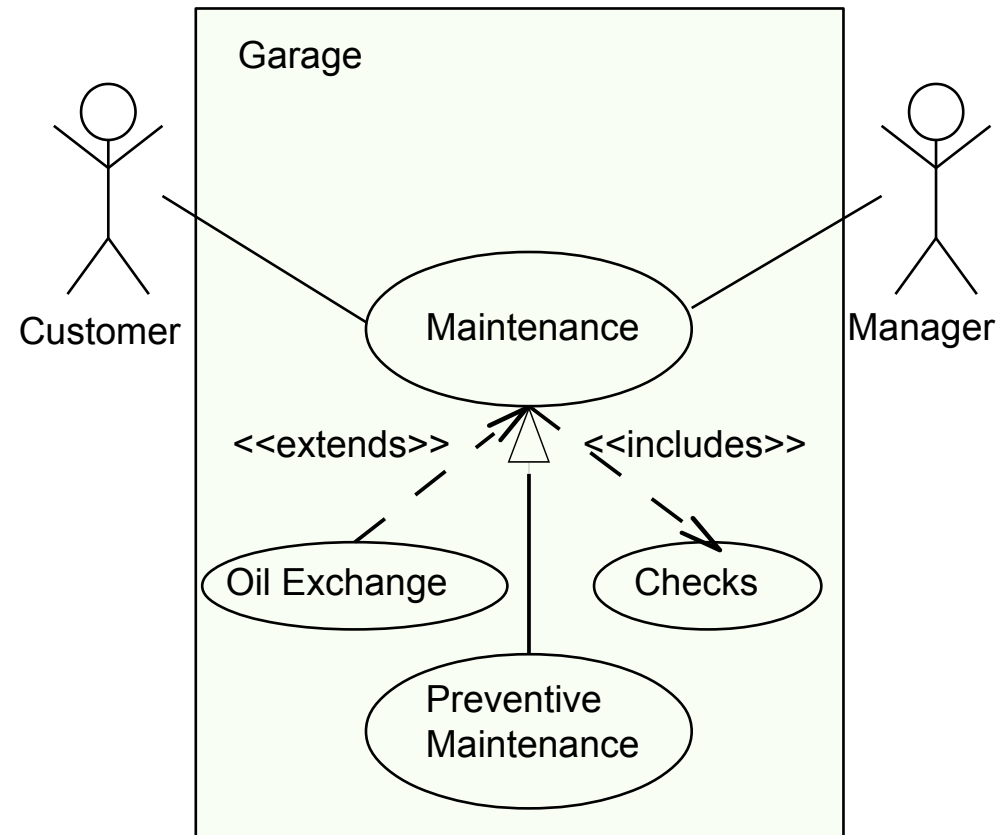 Garage
Customer
Manager
Maintenance
<<extends>>
<<includes>>
Oil Exchange
Checks
Preventive
Maintenance